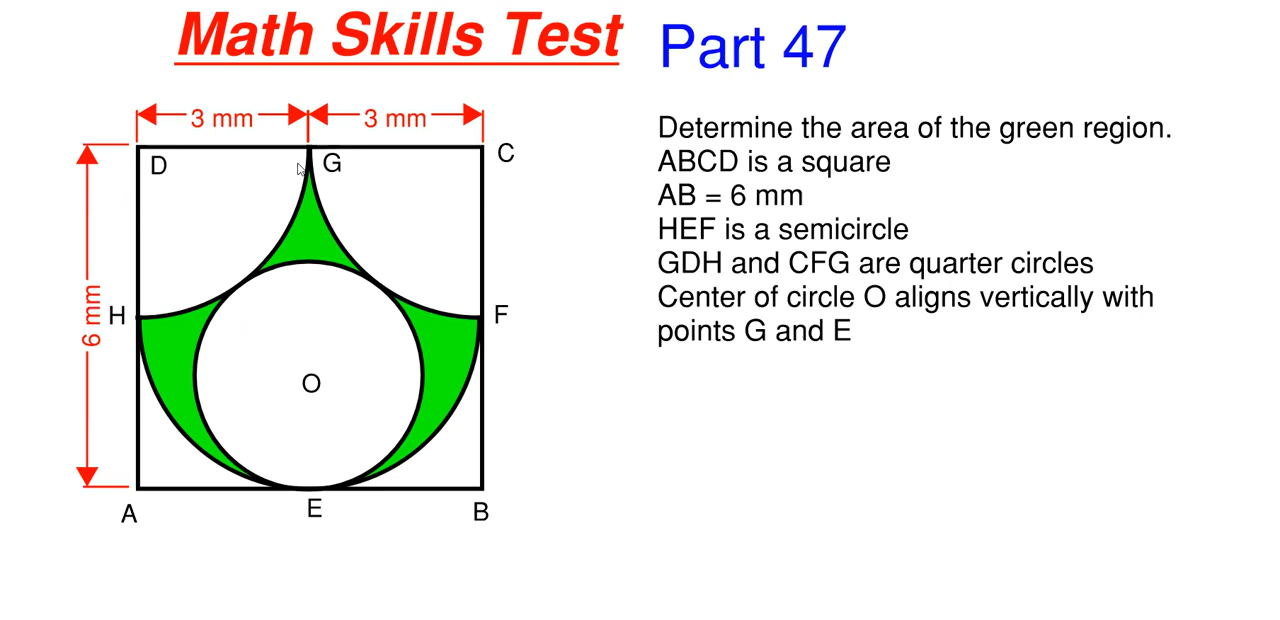 Math Skills Test
Part 47
3 mm
3 mm
D
G
C
H
F
6 mm
O
A
E
B
Determine the area of the green region.
ABCD is a square
AB = 6 mm
HEF is a semicircle
GDH and CFG are quarter circles
Center of circle O aligns vertically with
points G and E